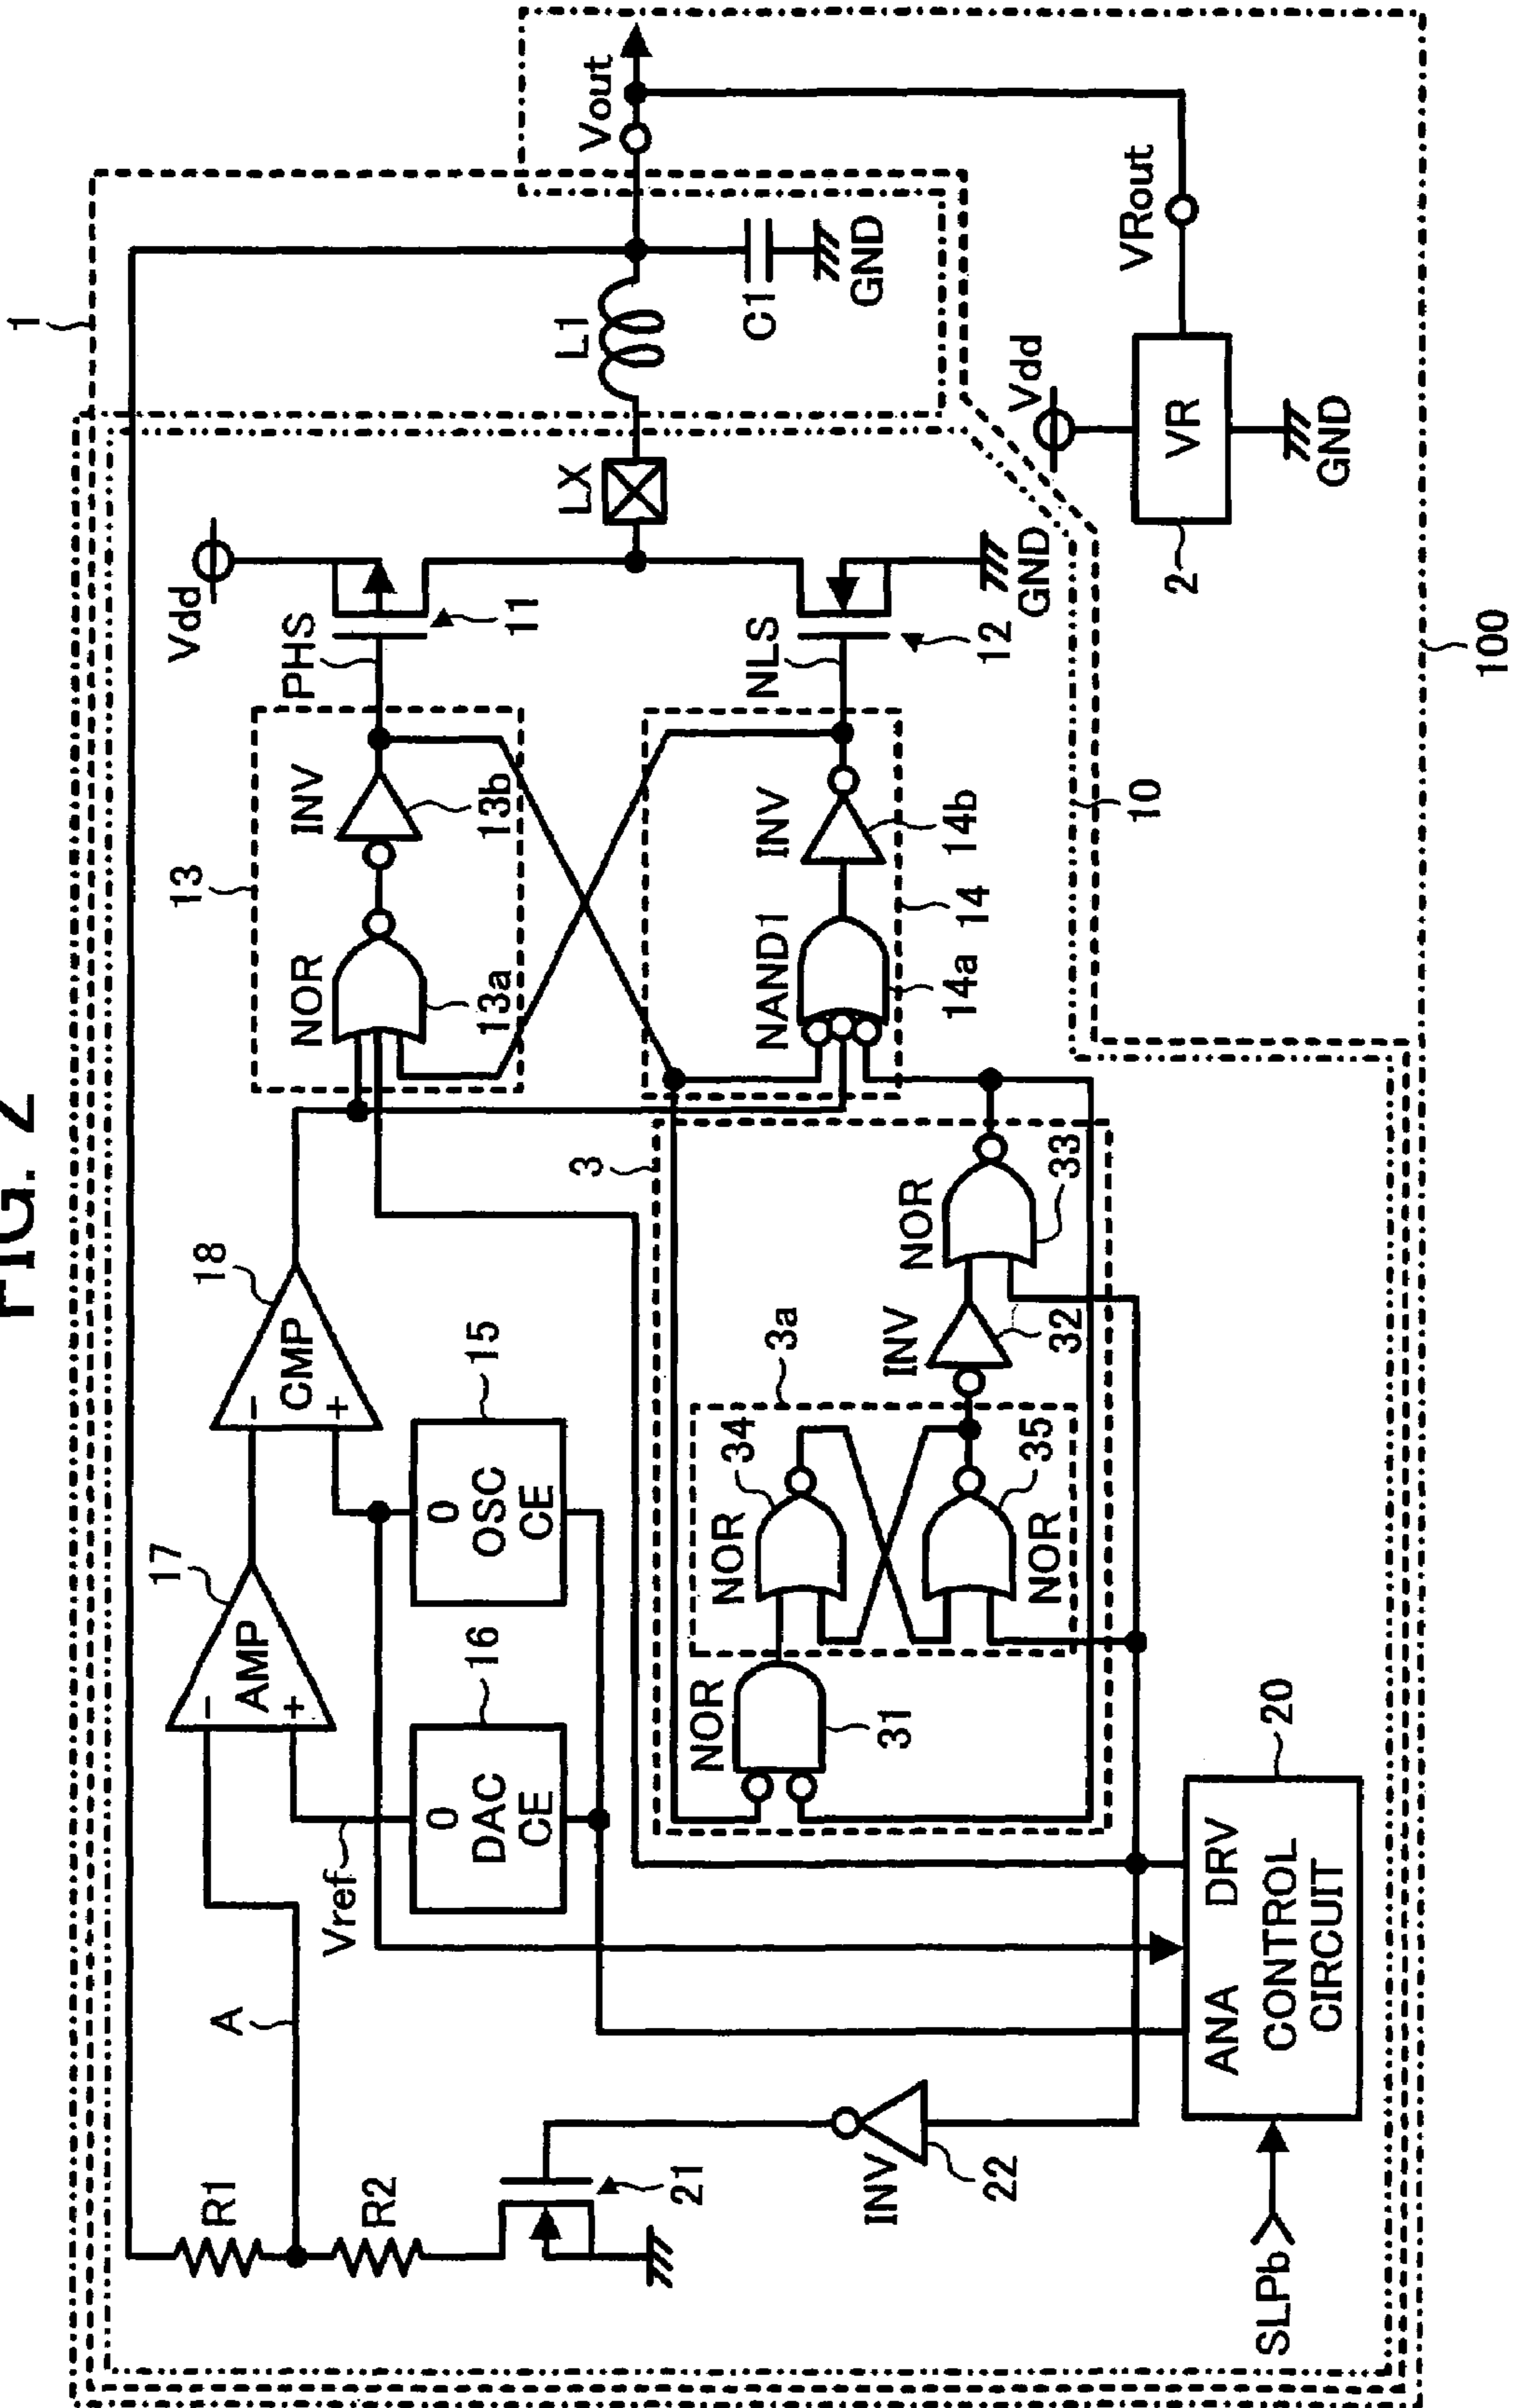 FIG. 2
1
Vout
L1
C1
GND
VRout
Vdd
VR
GND
2
100
LX
Vdd
PHS
11
NLS
12
GND
13
INV
13b
NOR
13a
INV
14b
14
NAND1
14a
10
18
CMP
-
+
17
AMP
-
+
15
O
OSC
CE
16
O
DAC
CE
Vref
A
3
3a
NOR
33
INV
32
34
NOR
35
NOR
NOR
31
20
ANA DRV
CONTROL
CIRCUIT
R1
R2
21
INV
22
SLPb